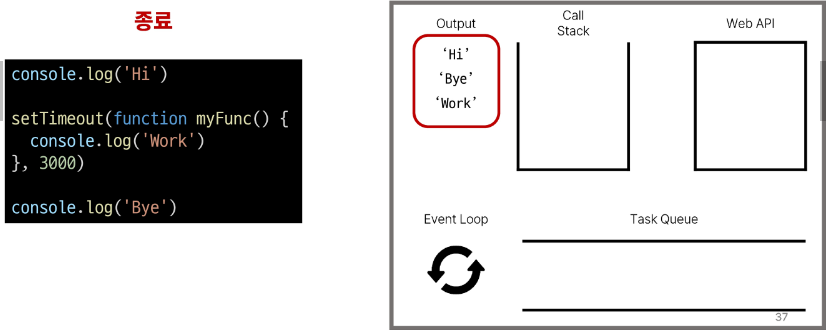 종료
console.log('Hi')
setTimeout(function myFunc() {
  console.log('Work')
}, 3000)
console.log('Bye')
Output
‘Hi’
‘Bye’
‘Work’
Call
Stack
Web API
Event Loop
Task Queue
37